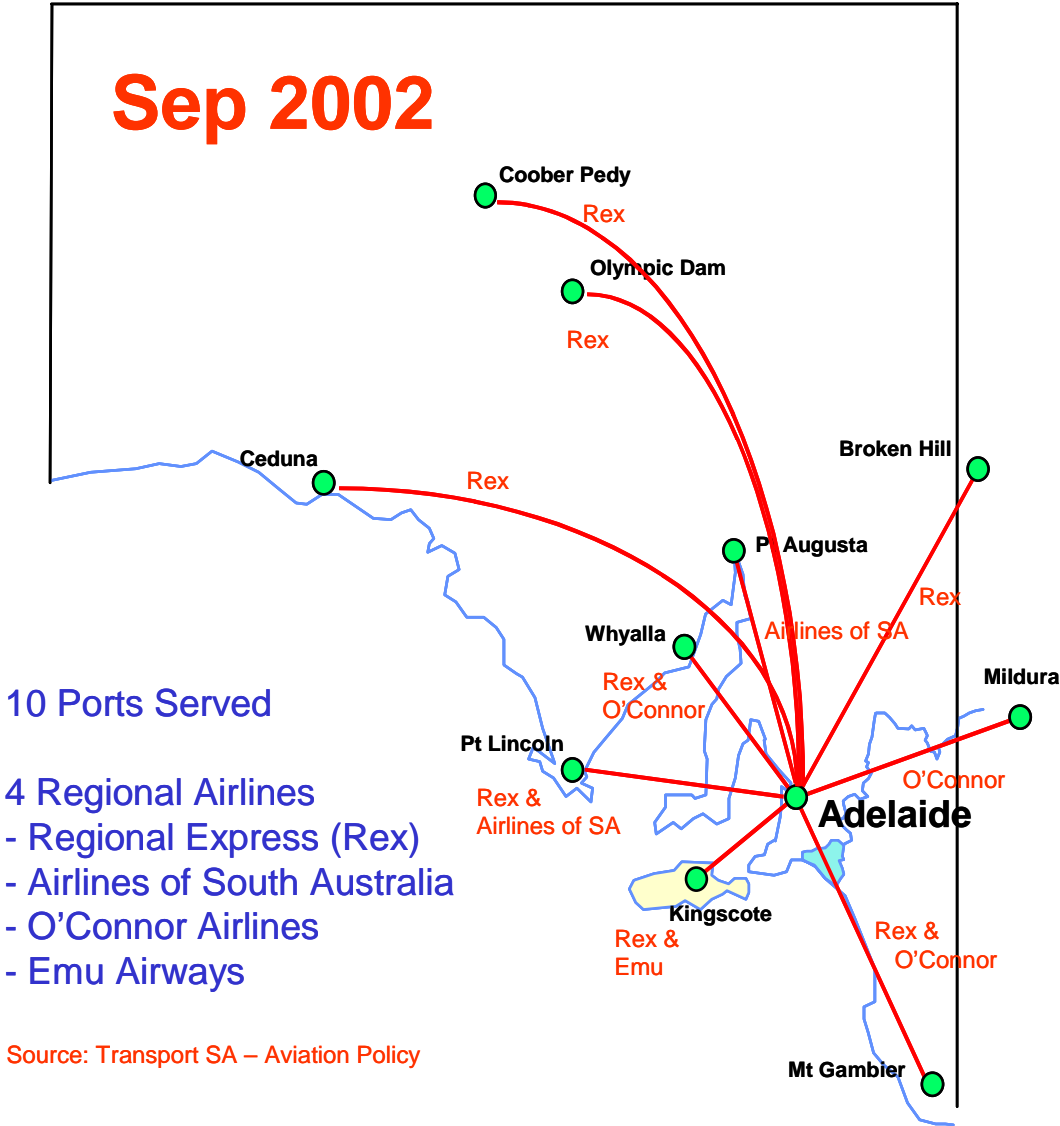 Sep 2002
Coober Pedy
Rex
Olympic Dam
Rex
Broken Hill
Ceduna
Rex
Pt Augusta
Rex
Airlines of SA
Whyalla
Mildura
Rex &
O'Connor
10 Ports Served
Pt Lincoln
O'Connor
4 Regional Airlines
Rex &
Airlines of SA
Adelaide
- Regional Express (Rex)
- Airlines of South Australia
Kingscote
- O'Connor Airlines
Rex &
Emu
Rex &
O'Connor
- Emu Airways
Source: Transport SA – Aviation Policy
Mt Gambier